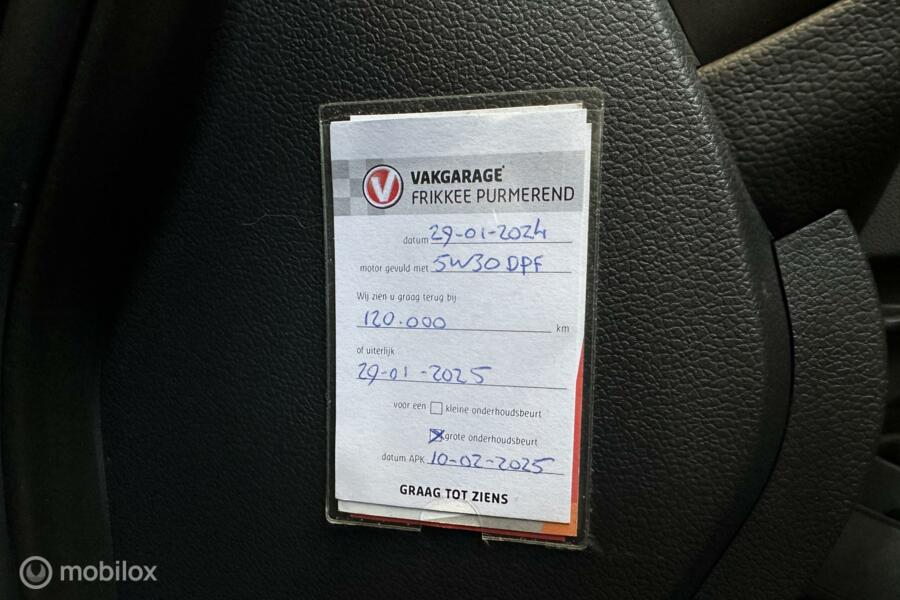 V VAKGARAGE
FRIKKEE PURMEREND
datum 29-01-2024
motor gevuld met 5W30 DPF
Wij zien u graag terug bij
120.000 km
of uiterlijk
29-01-2025
voor een kleine onderhoudsbeurt
grote onderhoudsbeurt
datum APK 10-02-2025
GRAAG TOT ZIENS
mobilox